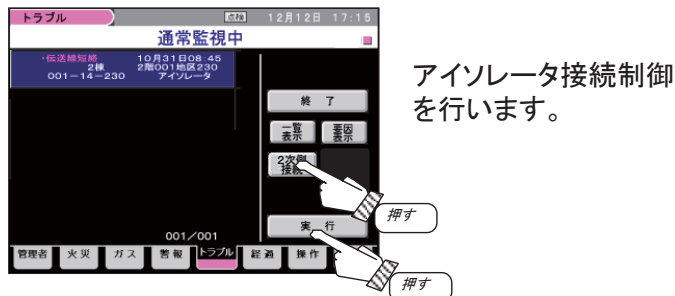 トラブル
点検
12月12日 17:15
通常監視中
・伝送線短絡 10月31日08:45
2棟 2階001地区230
001－14－230 アイソレータ
終 了
一覧
表示
要因
表示
2次側
接続
実 行
001／001
管理者 火災 ガス 警報 トラブル 経過 操作
押す
押す
アイソレータ接続制御
を行います。